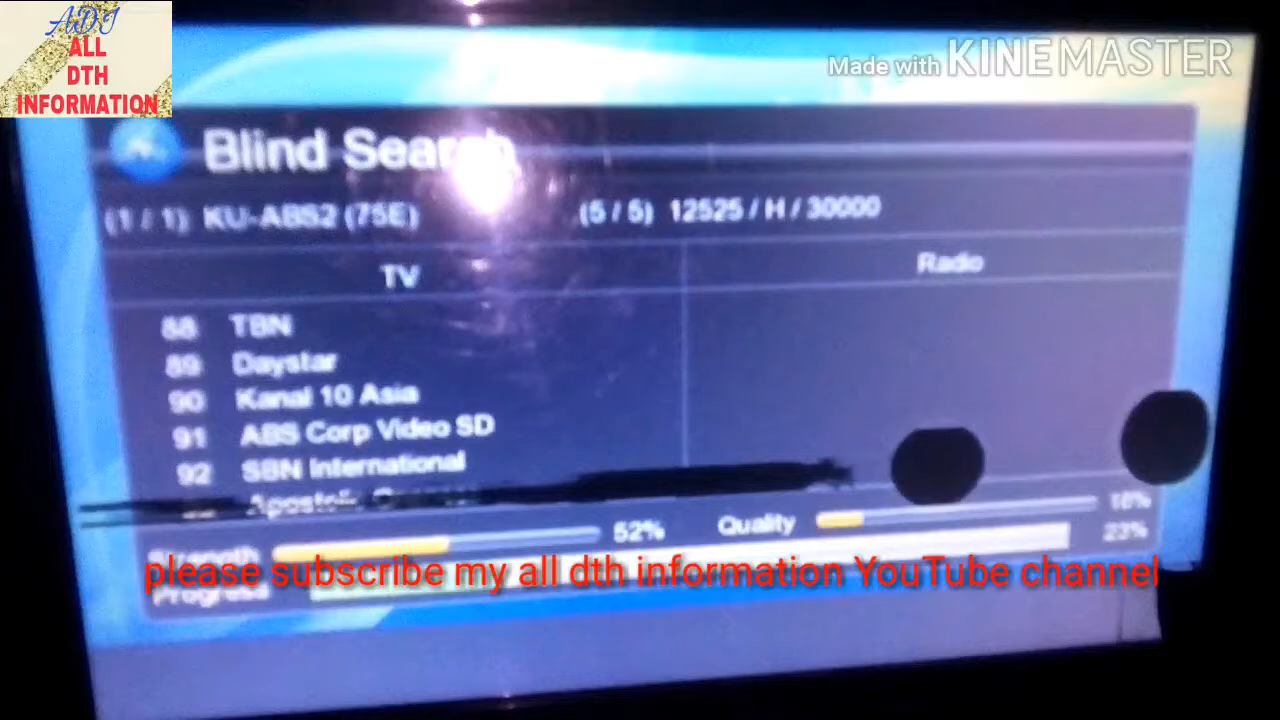 ADI
ALL
DTH
INFORMATION
Made with KINEMASTER
Blind Search
(1 / 1) KU-ABS2 (75E) (5 / 5) 12525 / H / 30000
TV Radio
88 TBN
89 Daystar
90 Kanal 10 Asia
91 ABS Corp Video SD
92 SBN International
Apostolic
Strength 52% Quality 18%
Progress 23%
please subscribe my all dth information YouTube channel